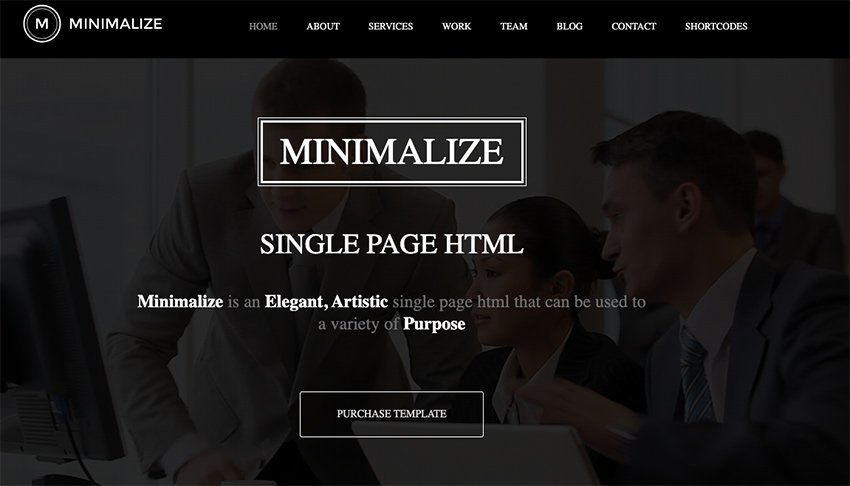 M MINIMALIZE HOME ABOUT SERVICES WORK TEAM BLOG CONTACT SHORTCODES
MINIMALIZE
SINGLE PAGE HTML
Minimalize is an Elegant, Artistic single page html that can be used to
a variety of Purpose
PURCHASE TEMPLATE